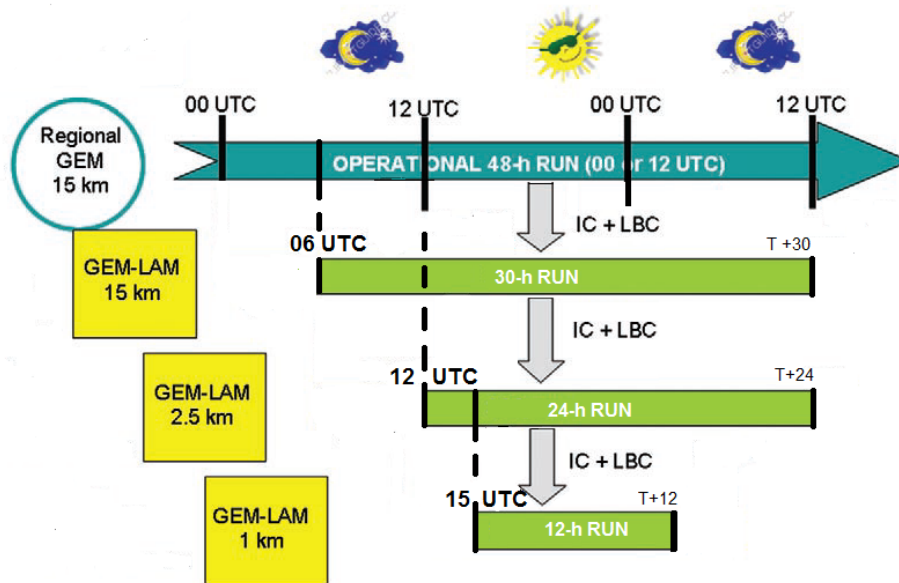 00 UTC
12 UTC
00 UTC
12 UTC
Regional
GEM
15 km
OPERATIONAL 48-h RUN (00 or 12 UTC)
IC + LBC
06 UTC
T +30
GEM-LAM
15 km
30-h RUN
IC + LBC
12 UTC
T+24
GEM-LAM
2.5 km
24-h RUN
IC + LBC
15 UTC
T+12
GEM-LAM
1 km
12-h RUN